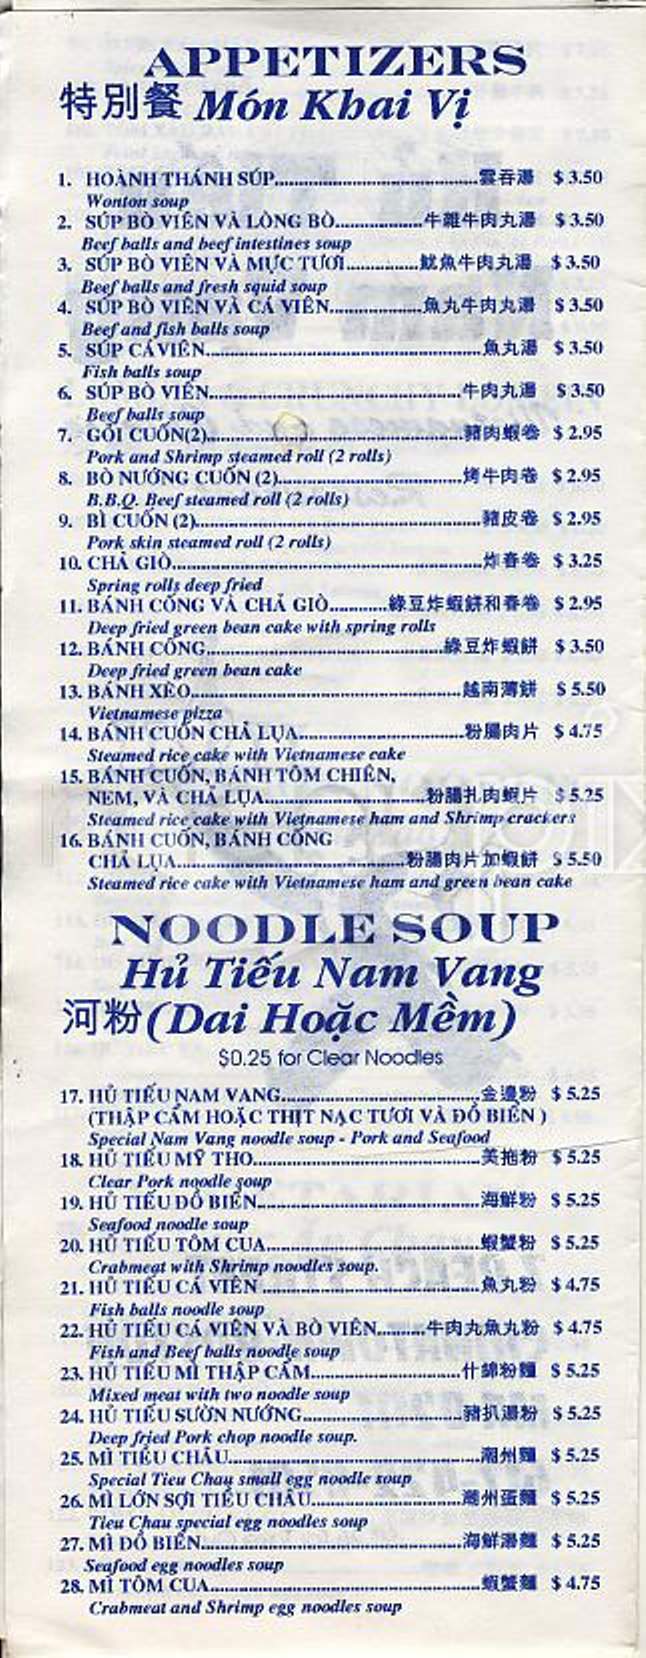 APPETIZERS
特別餐 Món Khai Vị
1. HOÀNH THÁNH SÚP 雲吞湯 $ 3.50
Wonton soup
2. SÚP BÒ VIÊN VÀ LÒNG BÒ 牛雜牛肉丸湯 $ 3.50
Beef balls and beef intestines soup
3. SÚP BÒ VIÊN VÀ MỰC TƯƠI 魷魚牛肉丸湯 $ 3.50
Beef balls and fresh squid soup
4. SÚP BÒ VIÊN VÀ CÁ VIÊN 魚丸牛肉丸湯 $ 3.50
Beef and fish balls soup
5. SÚP CÁ VIÊN 魚丸湯 $ 3.50
Fish balls soup
6. SÚP BÒ VIÊN 牛肉丸湯 $ 3.50
Beef balls soup
7. GỎI CUỐN(2) 豬肉蝦卷 $ 2.95
Pork and Shrimp steamed roll (2 rolls)
8. BÒ NƯỚNG CUỐN (2) 烤牛肉卷 $ 2.95
B.B.Q. Beef steamed roll (2 rolls)
9. BÌ CUỐN (2) 豬皮卷 $ 2.95
Pork skin steamed roll (2 rolls)
10. CHẢ GIÒ 炸春卷 $ 3.25
Spring rolls deep fried
11. BÁNH CỐNG VÀ CHẢ GIÒ 綠豆炸蝦餅和春卷 $ 2.95
Deep fried green bean cake with spring rolls
12. BÁNH CỐNG 綠豆炸蝦餅 $ 3.50
Deep fried green bean cake
13. BÁNH XÈO 越南薄餅 $ 5.50
Vietnamese pizza
14. BÁNH CUỐN CHẢ LỤA 粉腸肉片 $ 4.75
Steamed rice cake with Vietnamese cake
15. BÁNH CUỐN, BÁNH TÔM CHIÊN,
NEM, VÀ CHẢ LỤA 粉腸扎肉蝦片 $ 5.25
Steamed rice cake with Vietnamese ham and Shrimp crackers
16. BÁNH CUỐN, BÁNH CỐNG
CHẢ LỤA 粉腸肉片加蝦餅 $ 5.50
Steamed rice cake with Vietnamese ham and green bean cake
NOODLE SOUP
Hủ Tiếu Nam Vang
河粉 (Dai Hoặc Mềm)
$0.25 for Clear Noodles
17. HỦ TIẾU NAM VANG 金邊粉 $ 5.25
(THẬP CẨM HOẶC THỊT NẠC TƯƠI VÀ ĐỒ BIỂN )
Special Nam Vang noodle soup - Pork and Seafood
18. HỦ TIẾU MỸ THO 美拖粉 $ 5.25
Clear Pork noodle soup
19. HỦ TIẾU ĐỒ BIỂN 海鮮粉 $ 5.25
Seafood noodle soup
20. HỦ TIẾU TÔM CUA 蝦蟹粉 $ 5.25
Crabmeat with Shrimp noodles soup.
21. HỦ TIẾU CÁ VIÊN 魚丸粉 $ 4.75
Fish balls noodle soup
22. HỦ TIẾU CÁ VIÊN VÀ BÒ VIÊN 牛肉丸魚丸粉 $ 4.75
Fish and Beef balls noodle soup
23. HỦ TIẾU MÌ THẬP CẨM 什錦粉麵 $ 5.25
Mixed meat with two noodle soup
24. HỦ TIẾU SƯỜN NƯỚNG 豬扒湯粉 $ 5.25
Deep fried Pork chop noodle soup.
25. MÌ TIỀU CHÂU 潮州麵 $ 5.25
Special Tieu Chau small egg noodle soup
26. MÌ LỚN SỢI TIỀU CHÂU 潮州蛋麵 $ 5.25
Tieu Chau special egg noodles soup
27. MÌ ĐỒ BIỂN 海鮮湯麵 $ 5.25
Seafood egg noodles soup
28. MÌ TÔM CUA 蝦蟹麵 $ 4.75
Crabmeat and Shrimp egg noodles soup